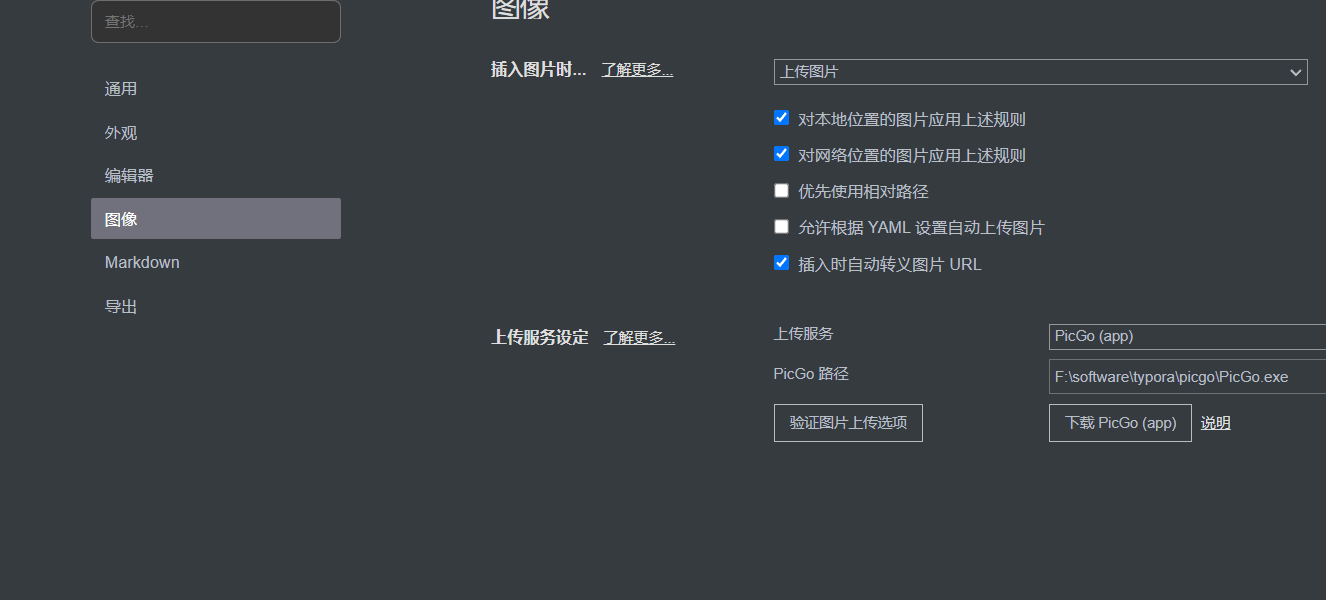 图像
查找...
插入图片时... 了解更多... 上传图片
通用
对本地位置的图片应用上述规则
外观
对网络位置的图片应用上述规则
编辑器
优先使用相对路径
图像
允许根据 YAML 设置自动上传图片
Markdown
插入时自动转义图片 URL
导出
上传服务设定 了解更多... 上传服务 PicGo (app)
PicGo 路径 F:\software\typora\picgo\PicGo.exe
验证图片上传选项 下载 PicGo (app) 说明